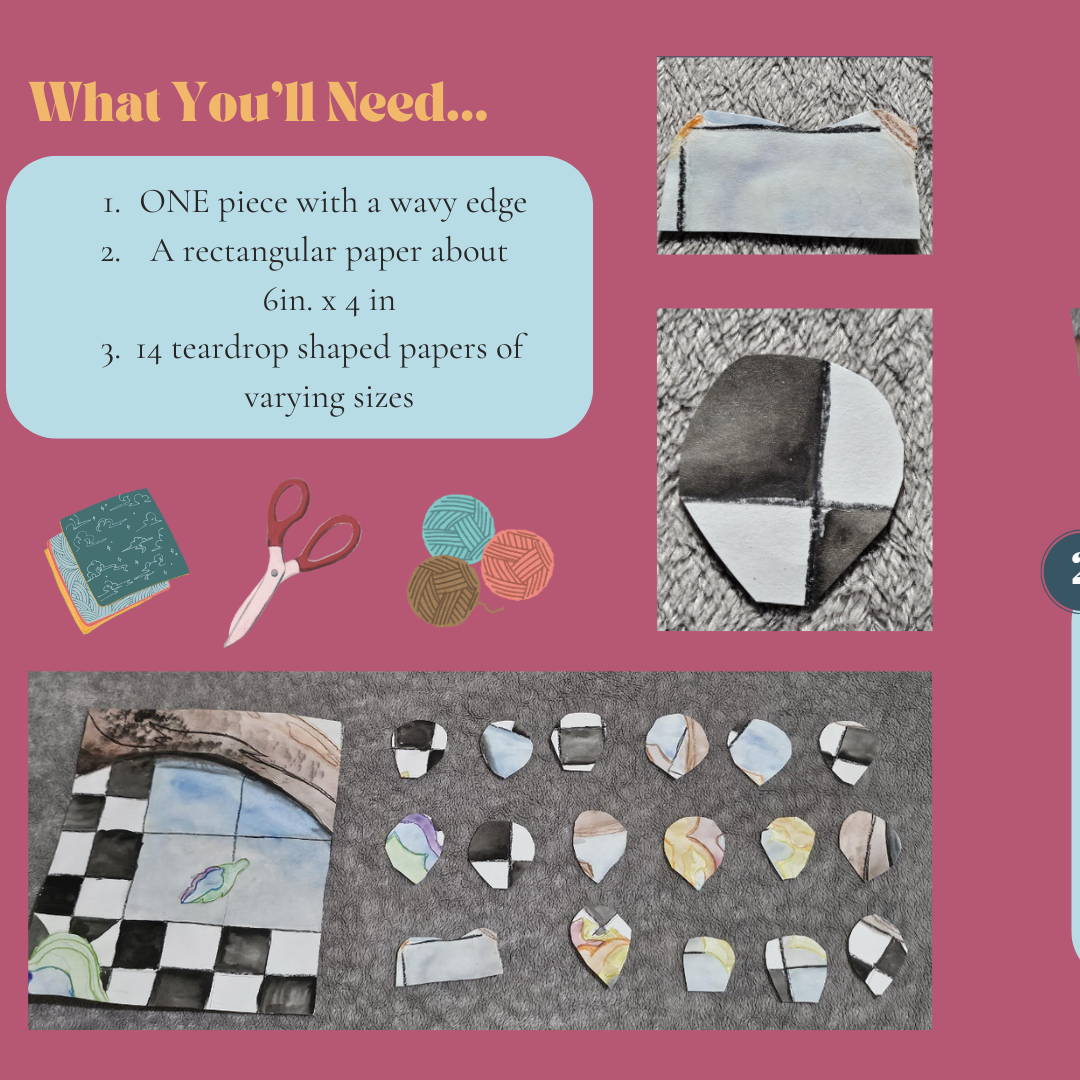 What You'll Need...
1. ONE piece with a wavy edge
2. A rectangular paper about
6in. x 4 in
3. 14 teardrop shaped papers of
varying sizes
2